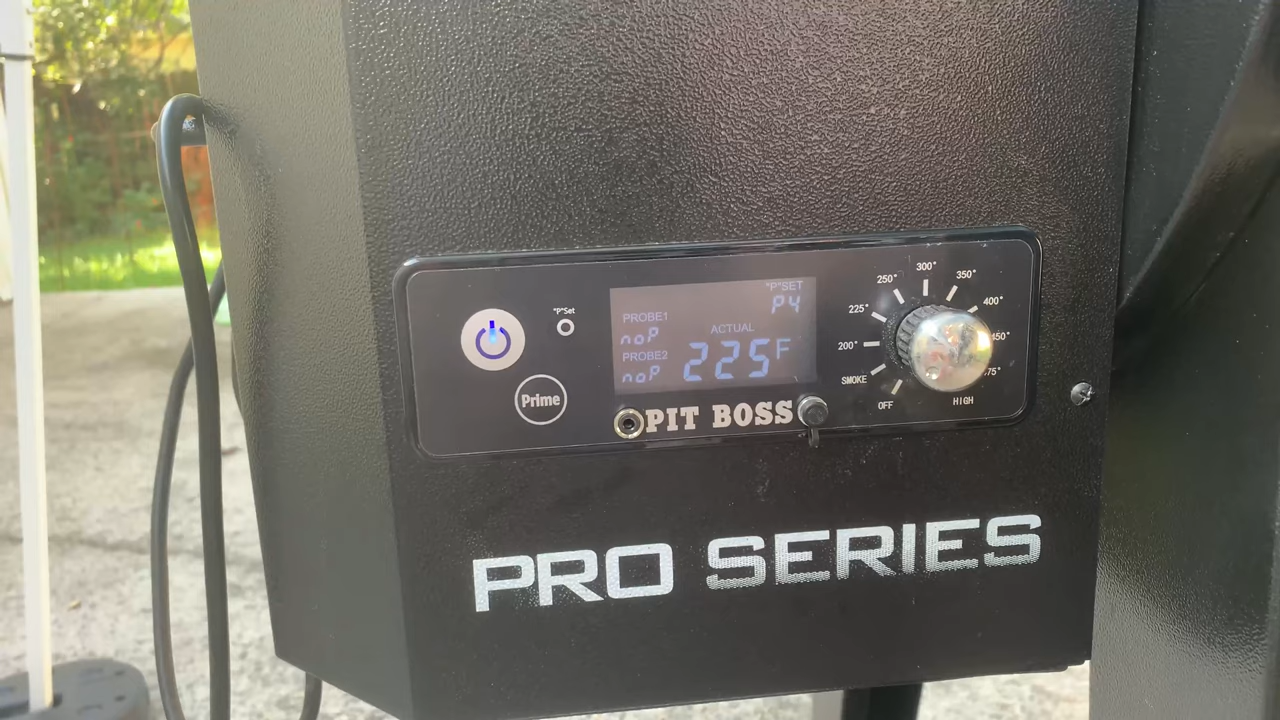 "P"Set
Prime
"P"SET
P4
PROBE1
noP
ACTUAL
PROBE2
noP
225F
PIT BOSS
OFF
SMOKE
200°
225°
250°
300°
350°
400°
HIGH
PRO SERIES